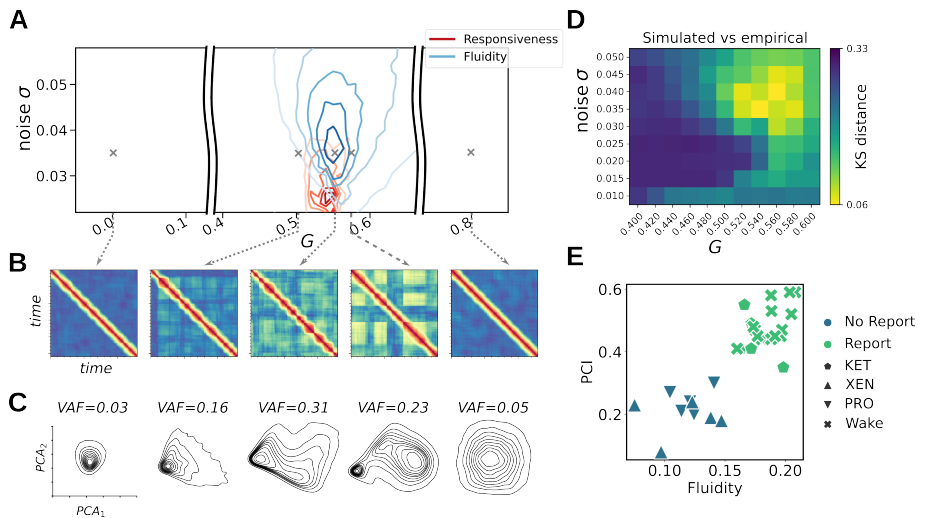 A
Responsiveness
Fluidity
noise σ
0.05
0.04
0.03
0.0
0.1
0.4
0.5
0.6
0.8
G
B
time
time
C
VAF=0.03
VAF=0.16
VAF=0.31
VAF=0.23
VAF=0.05
PCA2
PCA1
D
Simulated vs empirical
noise σ
0.050
0.045
0.040
0.035
0.030
0.025
0.020
0.015
0.010
0.400
0.420
0.440
0.460
0.480
0.500
0.520
0.540
0.560
0.580
0.600
G
0.33
KS distance
0.06
E
PCI
0.6
0.4
0.2
0.10
0.15
0.20
Fluidity
No Report
Report
KET
XEN
PRO
Wake